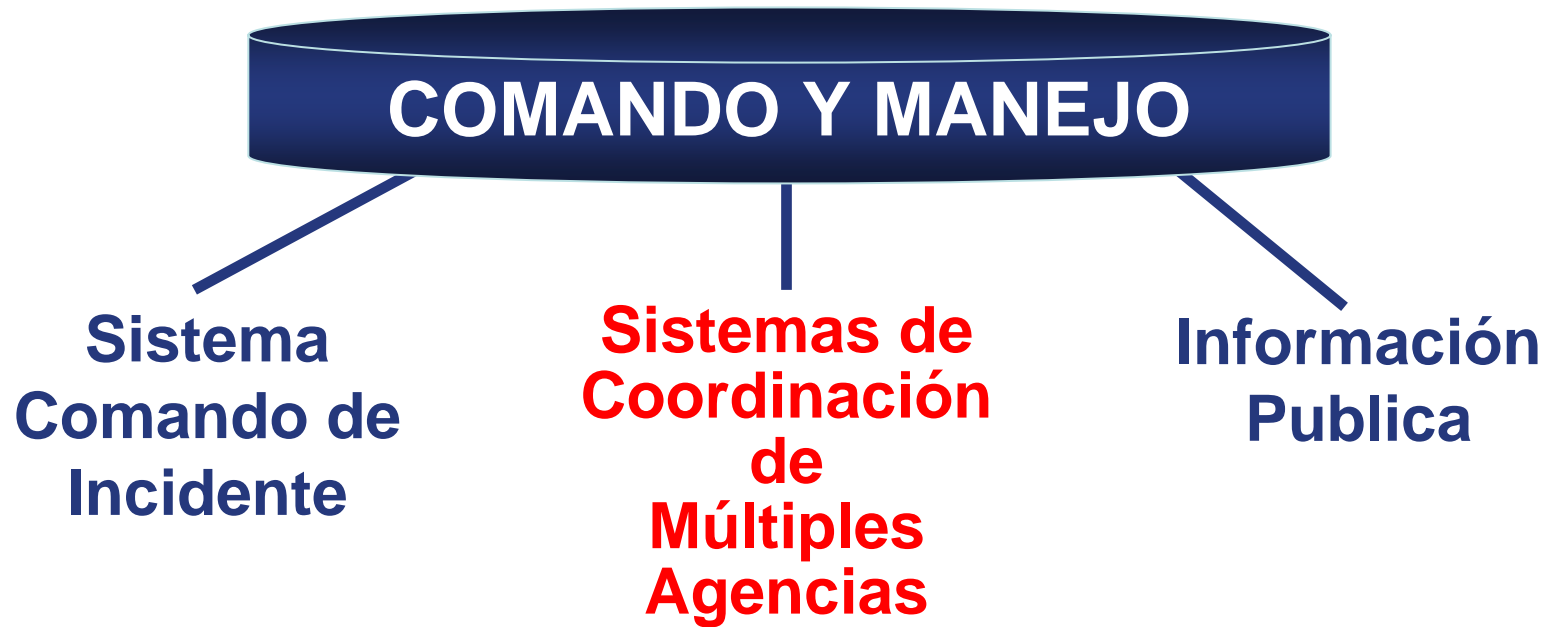 COMANDO Y MANEJO
Sistema
Comando de
Incidente
Sistemas de
Coordinación
de
Múltiples
Agencias
Información
Publica